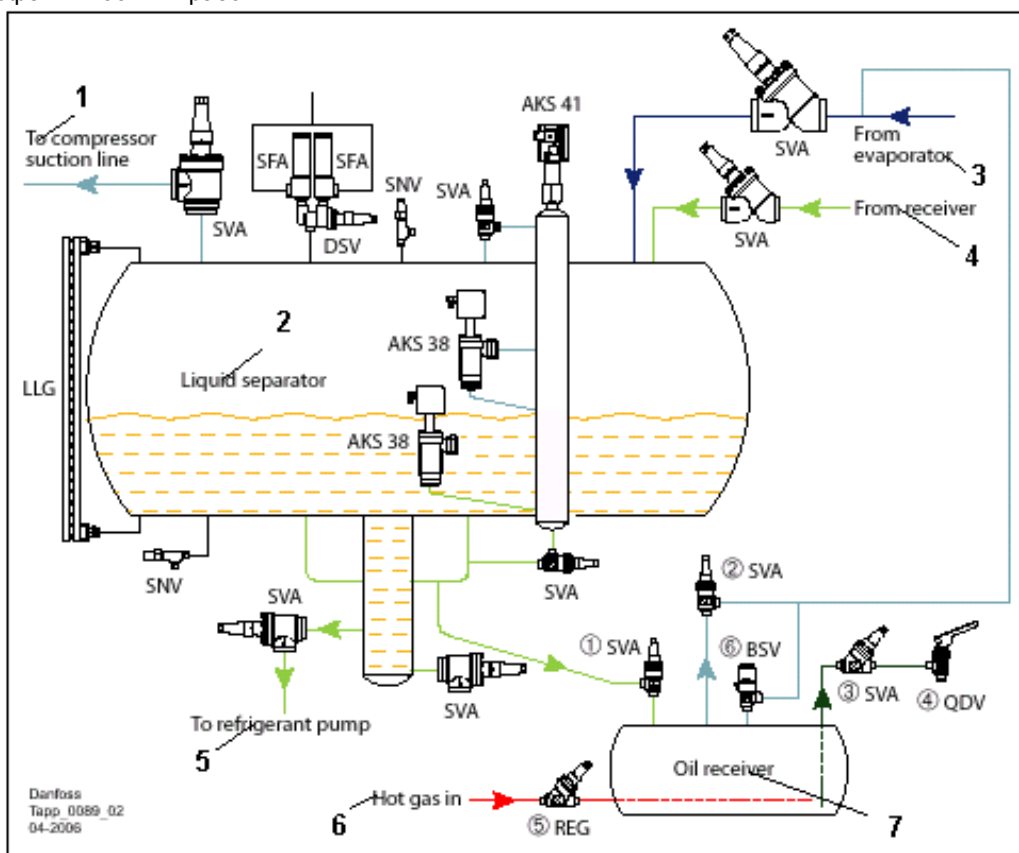 1
To compressor
suction line
SVA
SFA
SFA
DSV
SNV
SVA
AKS 41
SVA
From
evaporator
3
SVA
From receiver
4
LLG
2
Liquid separator
AKS 38
AKS 38
SNV
SVA
SVA
SVA
To refrigerant pump
5
① SVA
② SVA
⑥ BSV
③ SVA
④ QDV
Oil receiver
7
Hot gas in
6
⑤ REG
Danfoss
Tapp_0089_02
04-2006